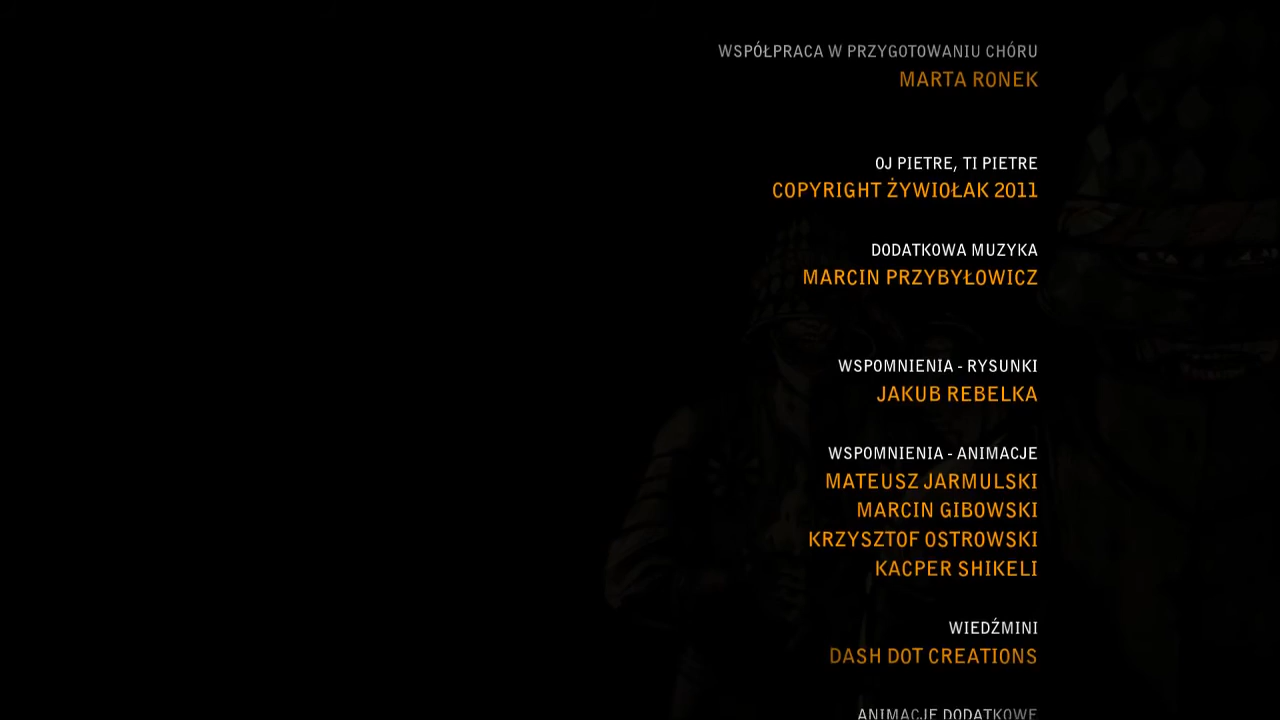 WSPÓŁPRACA W PRZYGOTOWANIU CHÓRU
MARTA RONEK
OJ PIETRE, TI PIETRE
COPYRIGHT ŻYWIOŁAK 2011
DODATKOWA MUZYKA
MARCIN PRZYBYŁOWICZ
WSPOMNIENIA - RYSUNKI
JAKUB REBELKA
WSPOMNIENIA - ANIMACJE
MATEUSZ JARMULSKI
MARCIN GIBOWSKI
KRZYSZTOF OSTROWSKI
KACPER SHIKELI
WIEDŹMINI
DASH DOT CREATIONS
ANIMACJE DODATKOWE